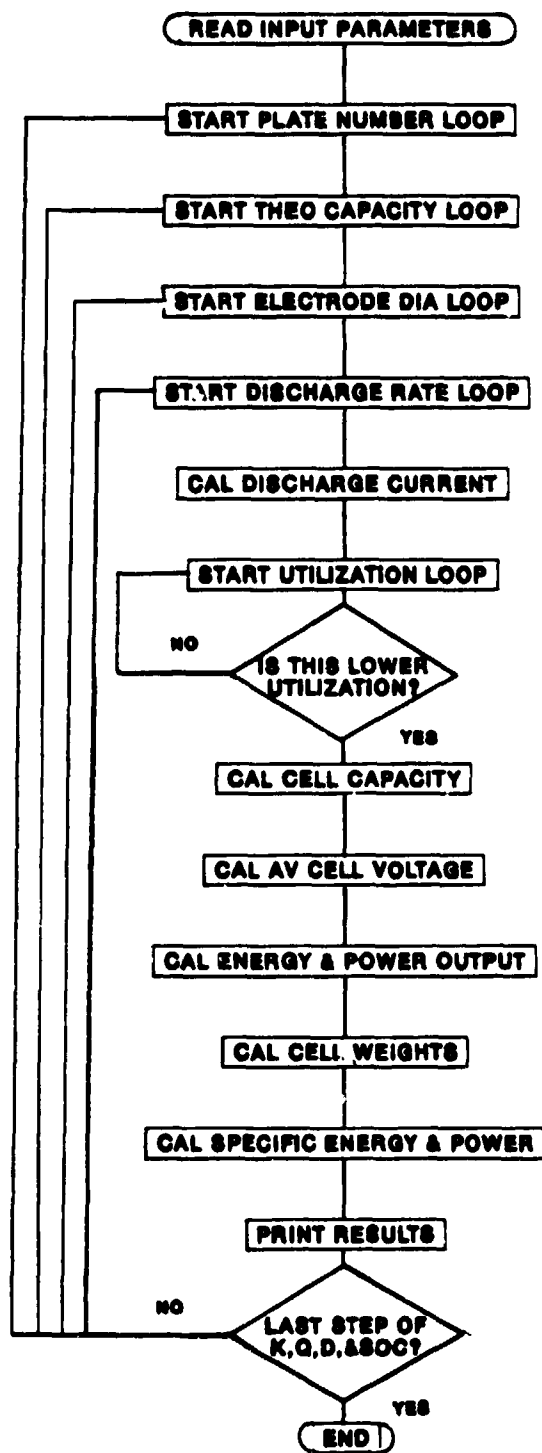 READ INPUT PARAMETERS
START PLATE NUMBER LOOP
START THEO CAPACITY LOOP
START ELECTRODE DIA LOOP
START DISCHARGE RATE LOOP
CAL DISCHARGE CURRENT
START UTILIZATION LOOP
NO
IS THIS LOWER
UTILIZATION?
YES
CAL CELL CAPACITY
CAL AV CELL VOLTAGE
CAL ENERGY & POWER OUTPUT
CAL CELL WEIGHTS
CAL SPECIFIC ENERGY & POWER
PRINT RESULTS
NO
LAST STEP OF
K,Q,D,&SOC?
YES
END